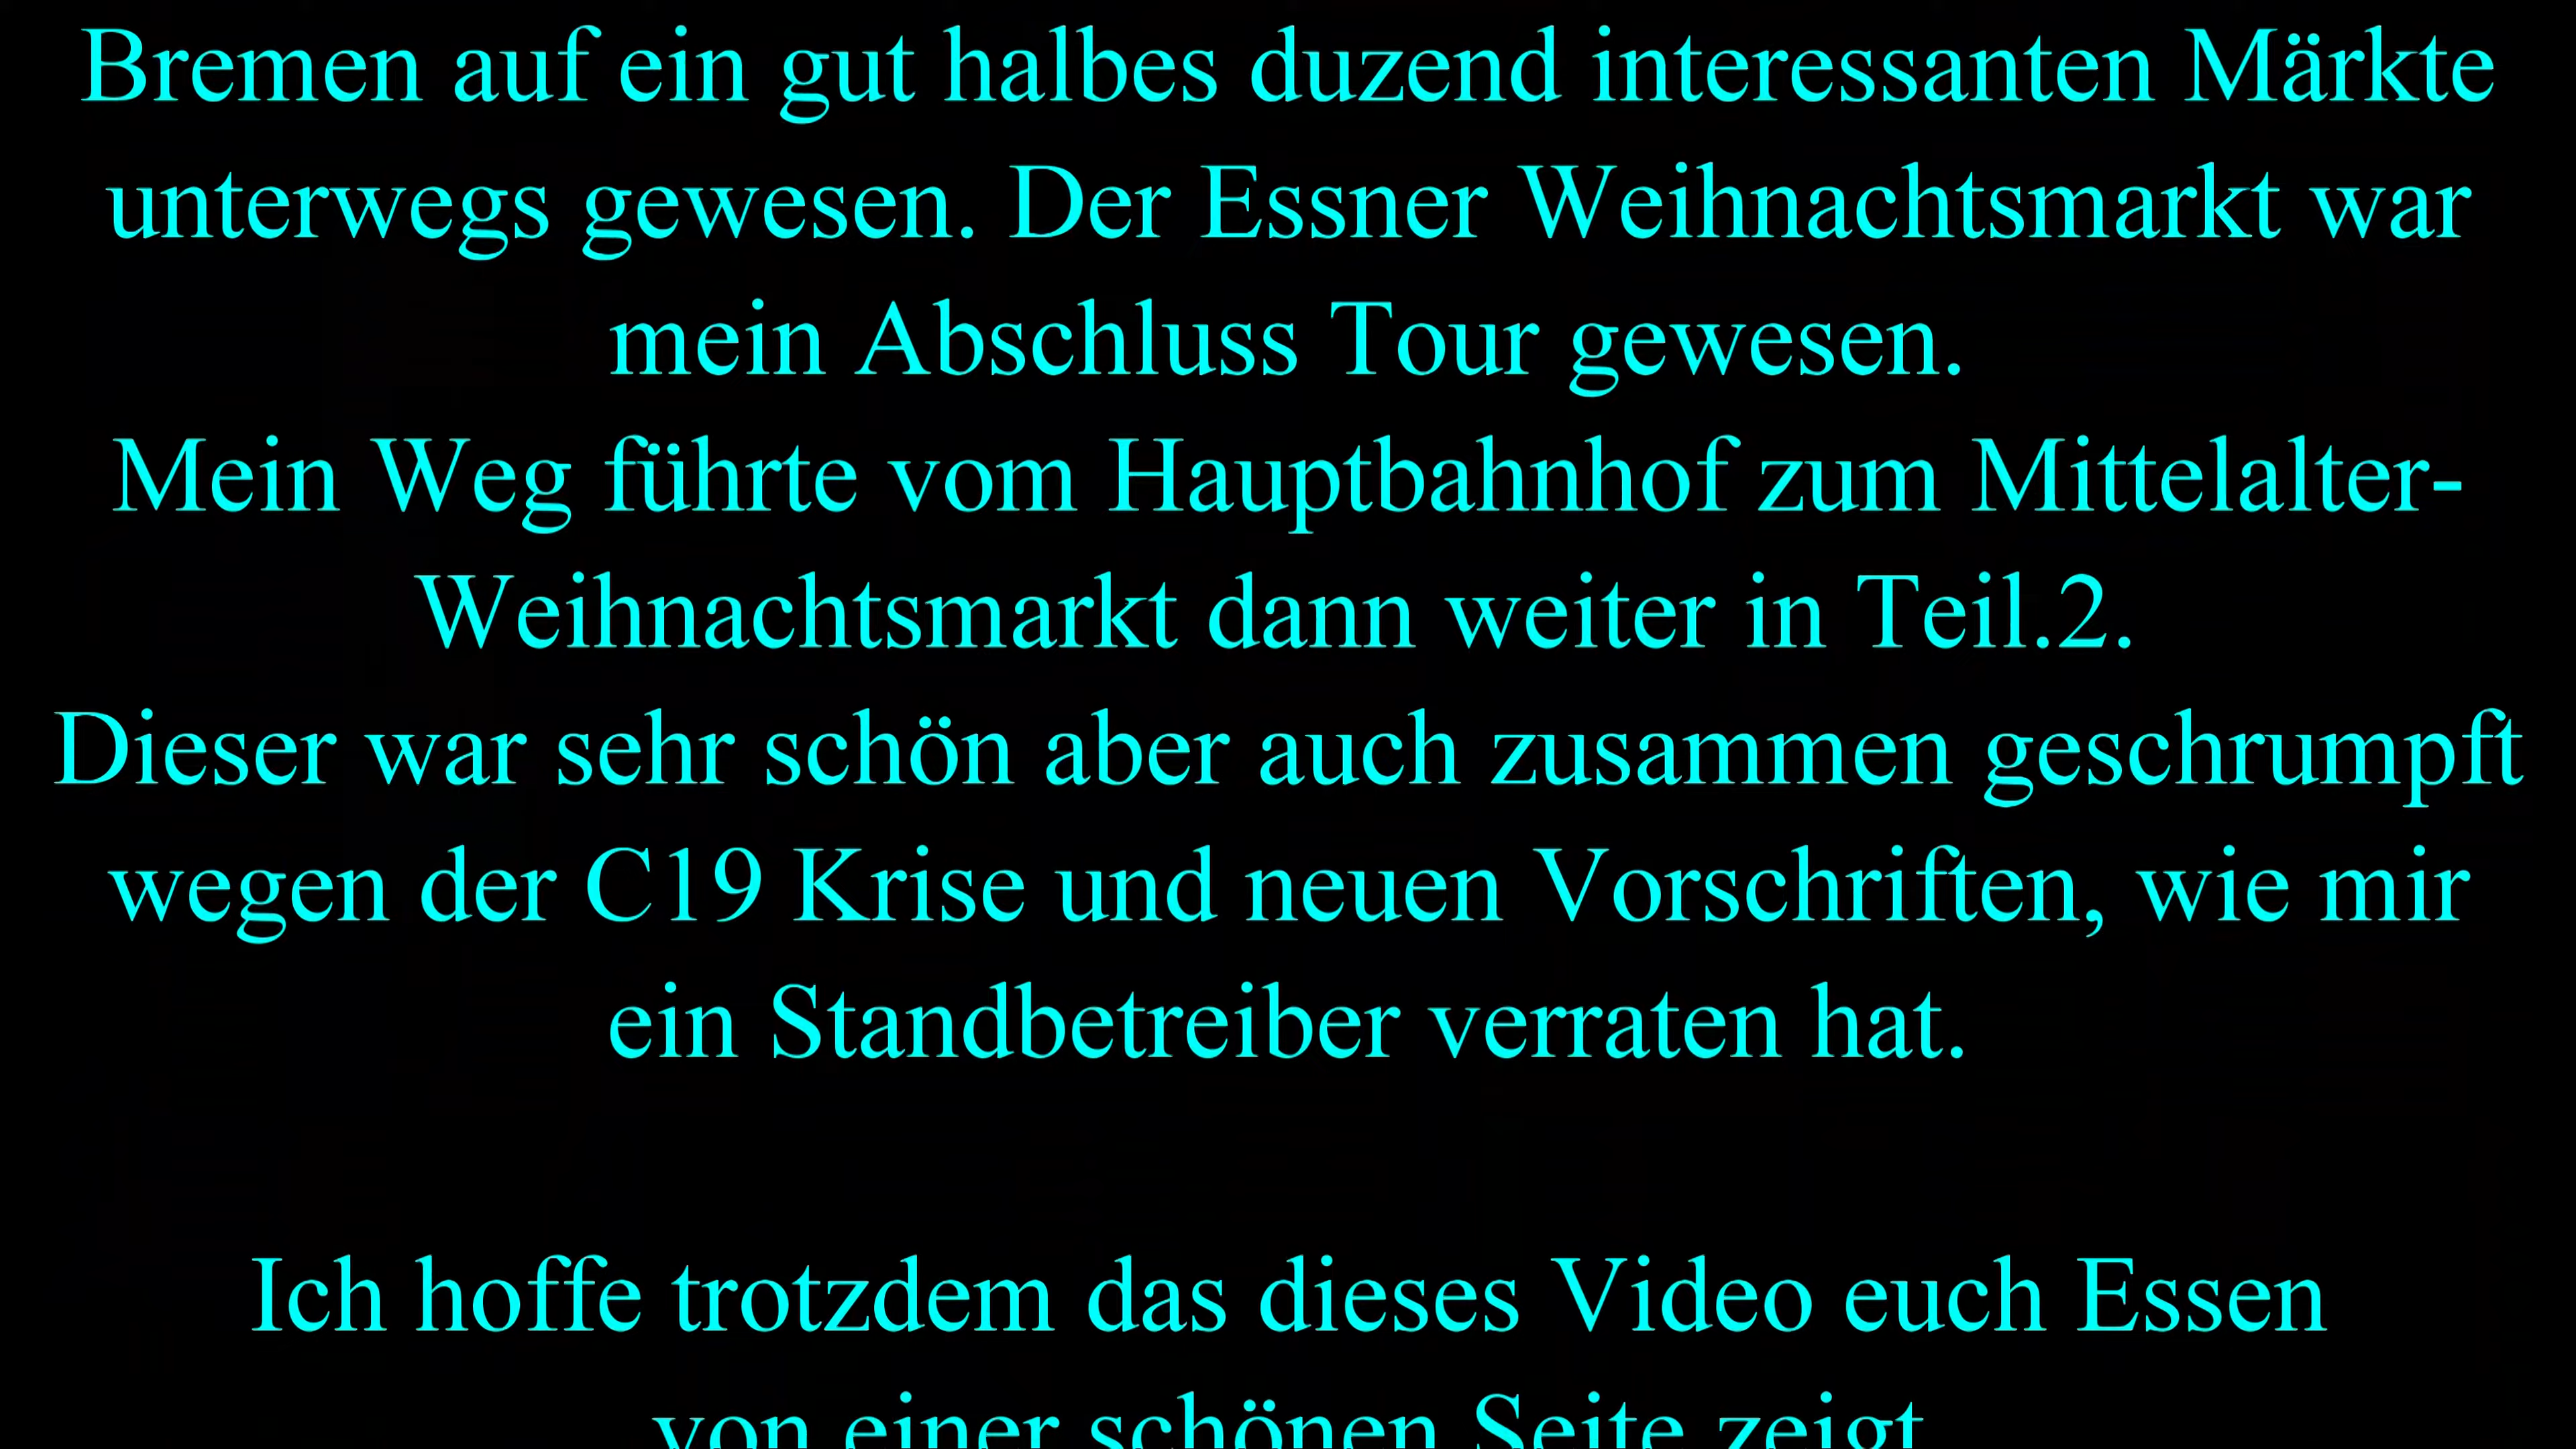 Bremen auf ein gut halbes duzend interessanten Märkte
unterwegs gewesen. Der Essner Weihnachtsmarkt war
mein Abschluss Tour gewesen.
Mein Weg führte vom Hauptbahnhof zum Mittelalter-
Weihnachtsmarkt dann weiter in Teil.2.
Dieser war sehr schön aber auch zusammen geschrumpft
wegen der C19 Krise und neuen Vorschriften, wie mir
ein Standbetreiber verraten hat.
Ich hoffe trotzdem das dieses Video euch Essen
von einer schönen Seite zeigt